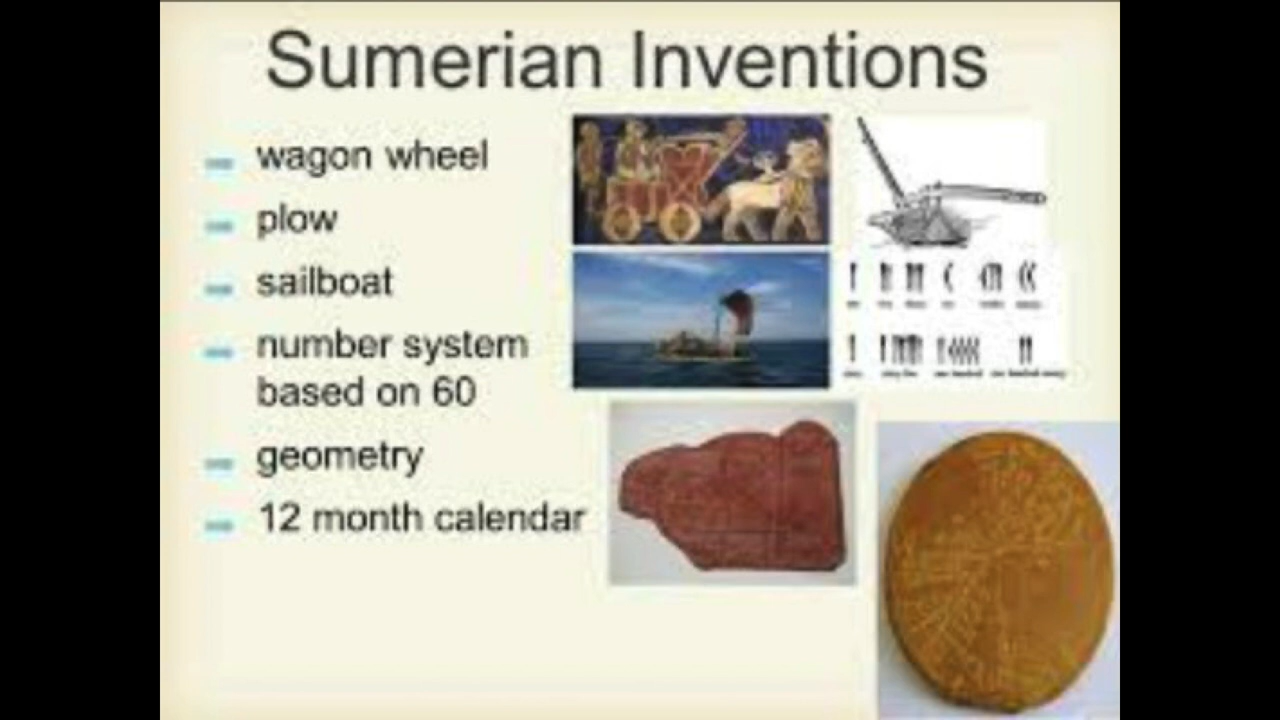 Sumerian Inventions
wagon wheel
plow
sailboat
number system
based on 60
geometry
12 month calendar